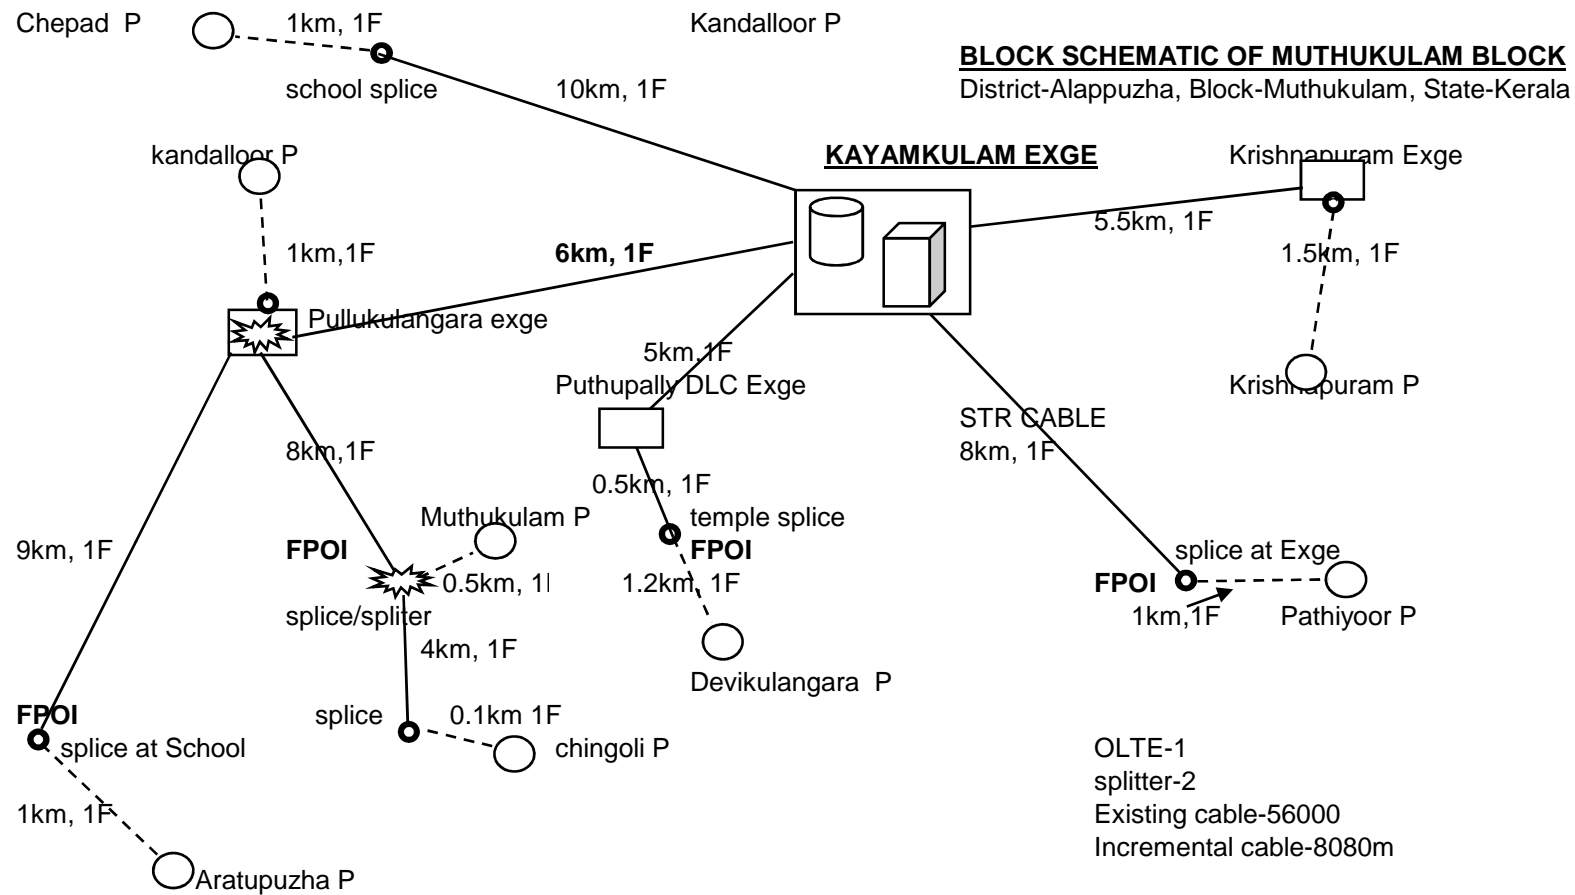 Chepad P
1km, 1F
Kandalloor P
BLOCK SCHEMATIC OF MUTHUKULAM BLOCK
school splice
10km, 1F
District-Alappuzha, Block-Muthukulam, State-Kerala
kandalloor P
KAYAMKULAM EXGE
Krishnapuram Exge
5.5km, 1F
1km,1F
6km, 1F
1.5km, 1F
Pullukulangara exge
5km,1F
Puthupally DLC Exge
Krishnapuram P
STR CABLE
8km,1F
8km, 1F
0.5km, 1F
Muthukulam P
temple splice
9km, 1F
FPOI
FPOI
splice at Exge
0.5km, 1
1.2km, 1F
FPOI
splice/spliter
1km,1F
Pathiyoor P
4km, 1F
Devikulangara P
FPOI
splice
0.1km 1F
splice at School
chingoli P
OLTE-1
splitter-2
1km, 1F
Existing cable-56000
Incremental cable-8080m
Aratupuzha P